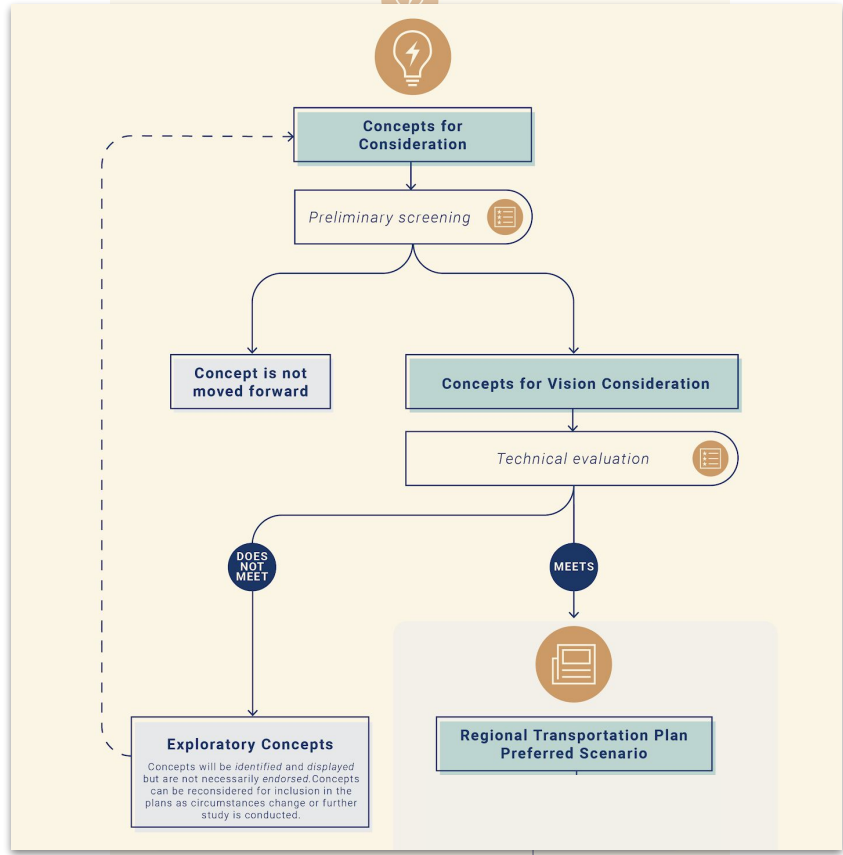 Concepts for
Consideration
Preliminary screening
Concept is not
moved forward
Concepts for Vision Consideration
Technical evaluation
DOES
NOT
MEET
MEETS
Exploratory Concepts
Concepts will be identified and displayed
but are not necessarily endorsed.Concepts
can be reconsidered for inclusion in the
plans as circumstances change or further
study is conducted.
Regional Transportation Plan
Preferred Scenario